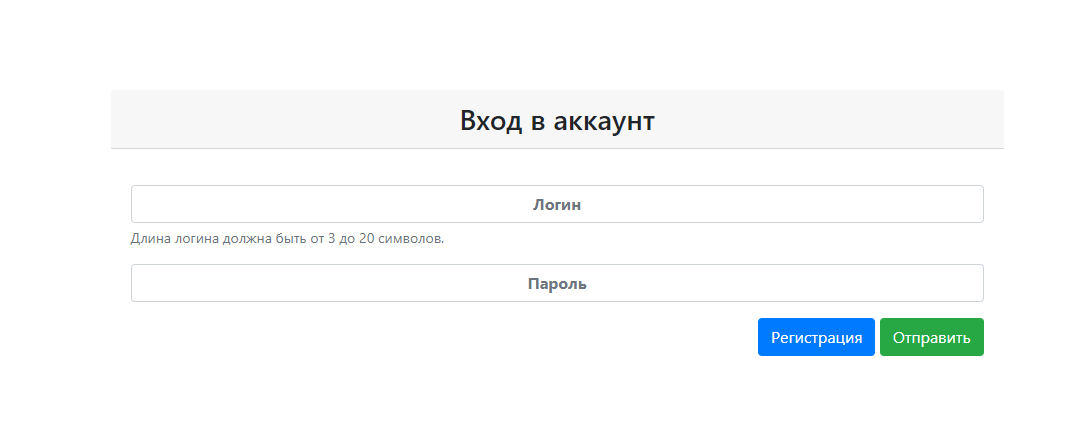 Вход в аккаунт
Логин
Длина логина должна быть от 3 до 20 символов.
Пароль
Регистрация Отправить